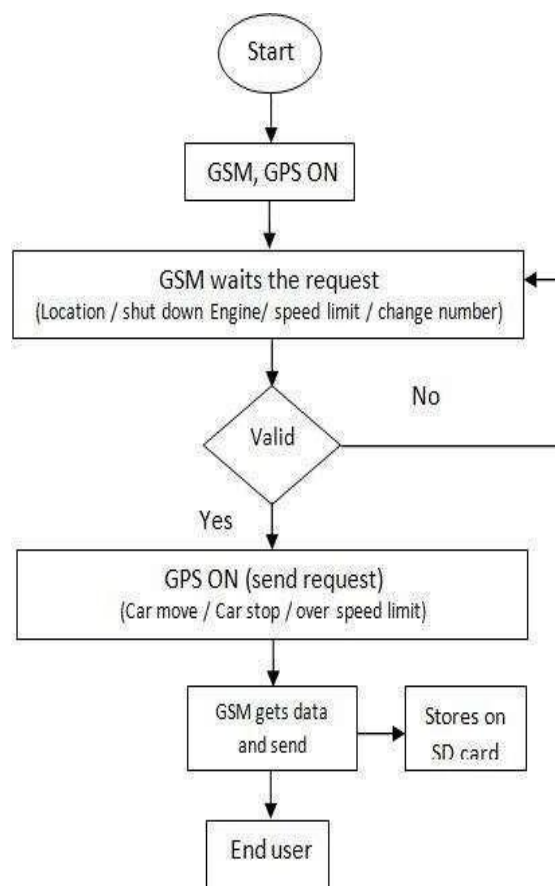 Start
GSM, GPS ON
GSM waits the request
(Location / shut down Engine/ speed limit / change number)
No
Valid
Yes
GPS ON (send request)
(Car move / Car stop / over speed limit)
GSM gets data
and send
Stores on
SD card
End user